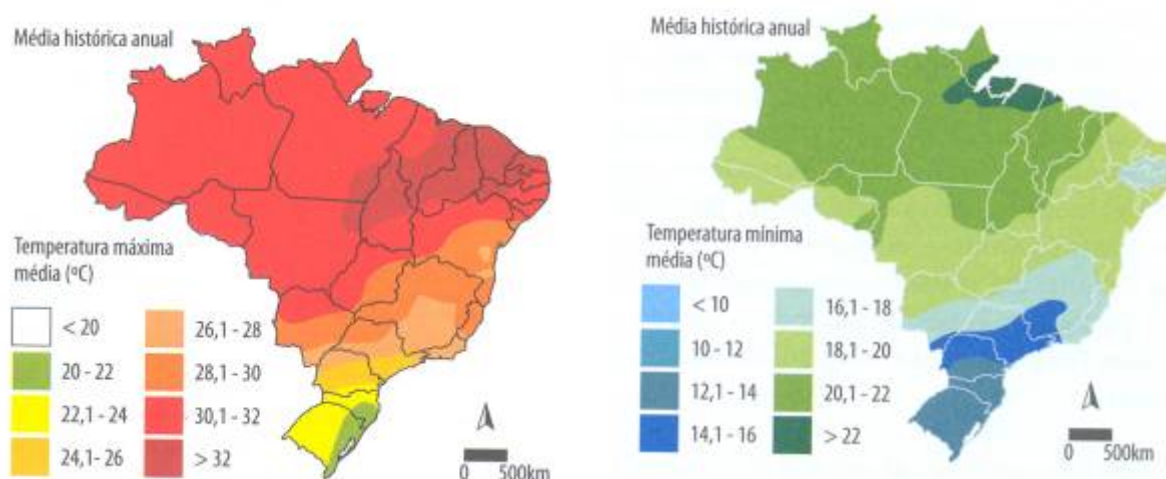 Média histórica anual
Temperatura máxima
média (ºC)
< 20
20 - 22
22,1 - 24
24,1- 26
26,1 - 28
28,1 - 30
30,1 - 32
> 32
0 500km
Média histórica anual
Temperatura mínima
média (ºC)
< 10
10 - 12
12,1 - 14
14,1 - 16
16,1- 18
18,1 - 20
20,1 - 22
> 22
0 500km